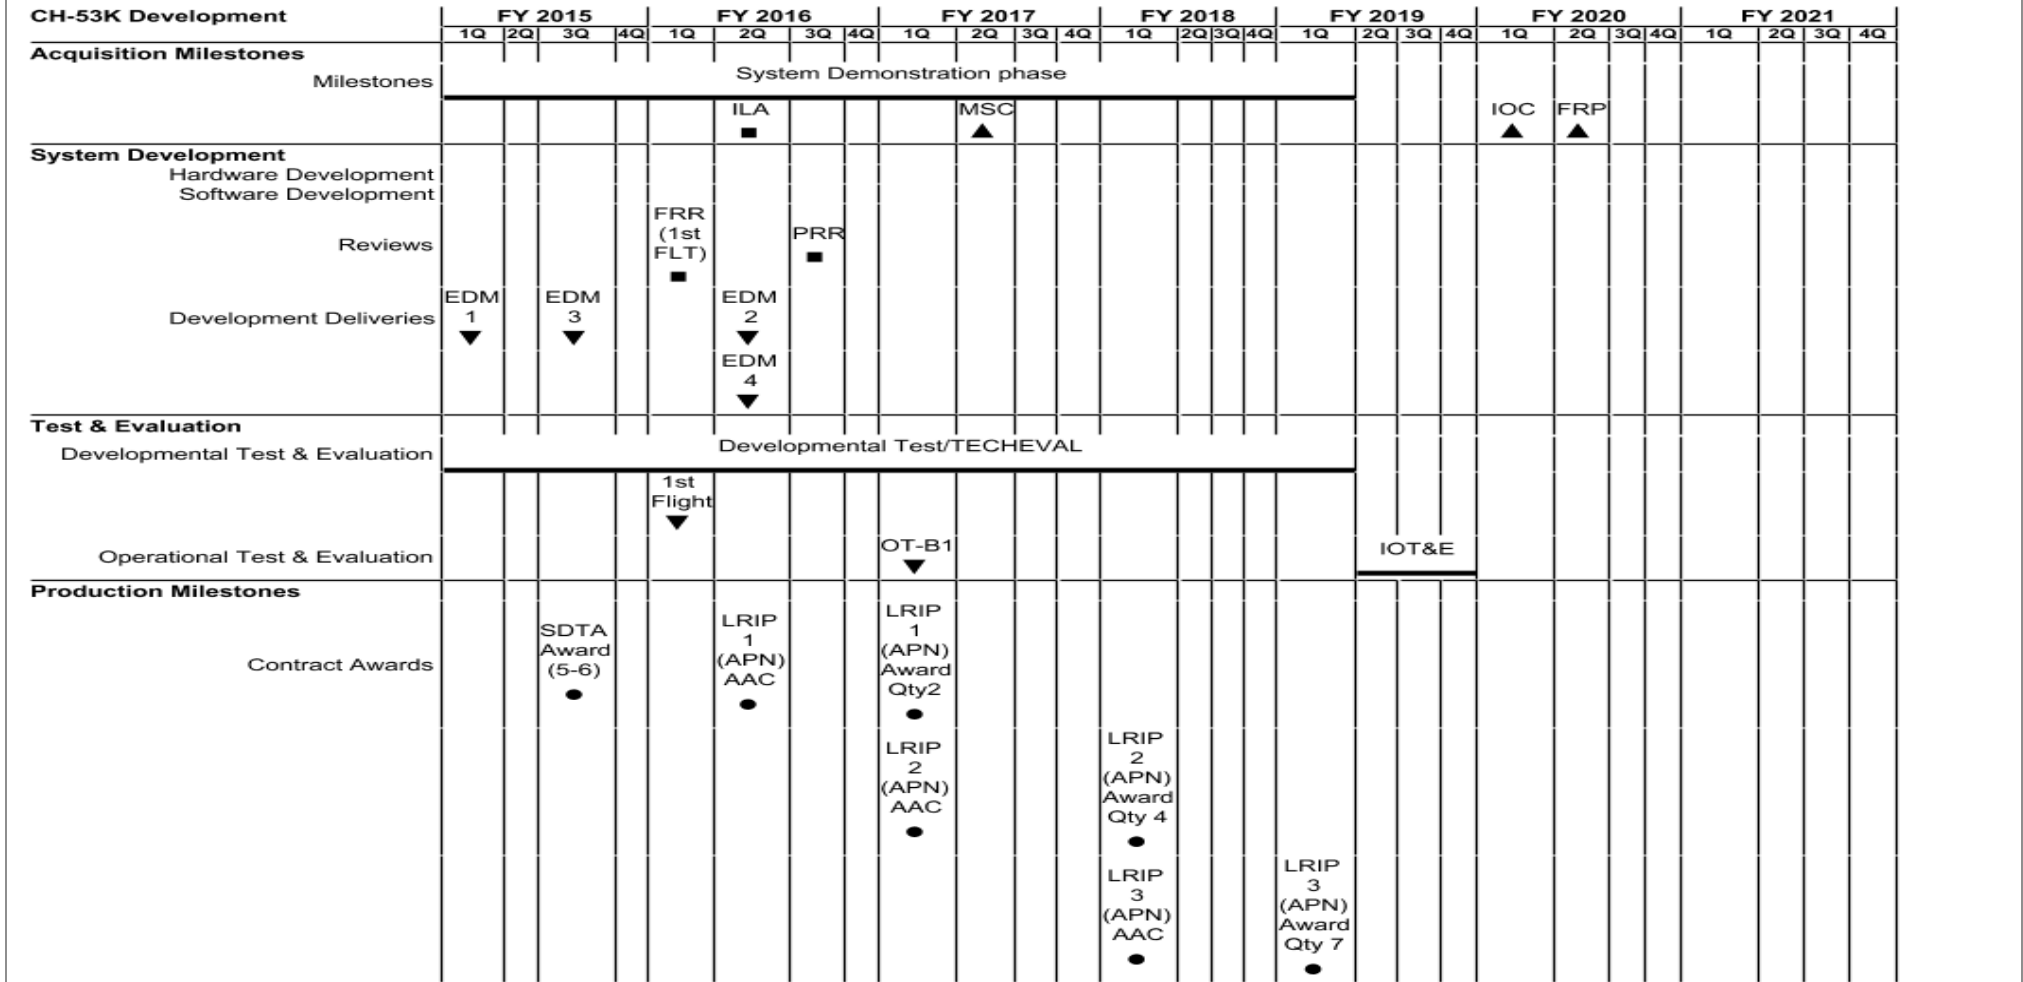 CH-53K Development FY 2015 FY 2016 FY 2017 FY 2018 FY 2019 FY 2020 FY 2021
1Q 2Q 3Q 4Q 1Q 2Q 3Q 4Q 1Q 2Q 3Q 4Q 1Q 2Q 3Q 4Q 1Q 2Q 3Q 4Q 1Q 2Q 3Q 4Q 1Q 2Q 3Q 4Q
Acquisition Milestones
Milestones
System Demonstration phase
ILA
MSC
IOC
FRP
System Development
Hardware Development
Software Development
Reviews
FRR
(1st
FLT)
PRR
Development Deliveries
EDM
1
EDM
3
EDM
2
EDM
4
Test & Evaluation
Developmental Test & Evaluation
Developmental Test/TECHEVAL
1st
Flight
Operational Test & Evaluation
OT-B1
IOT&E
Production Milestones
Contract Awards
SDTA
Award
(5-6)
LRIP
1
(APN)
AAC
LRIP
1
(APN)
Award
Qty2
LRIP
2
(APN)
AAC
LRIP
2
(APN)
Award
Qty 4
LRIP
3
(APN)
AAC
LRIP
3
(APN)
Award
Qty 7